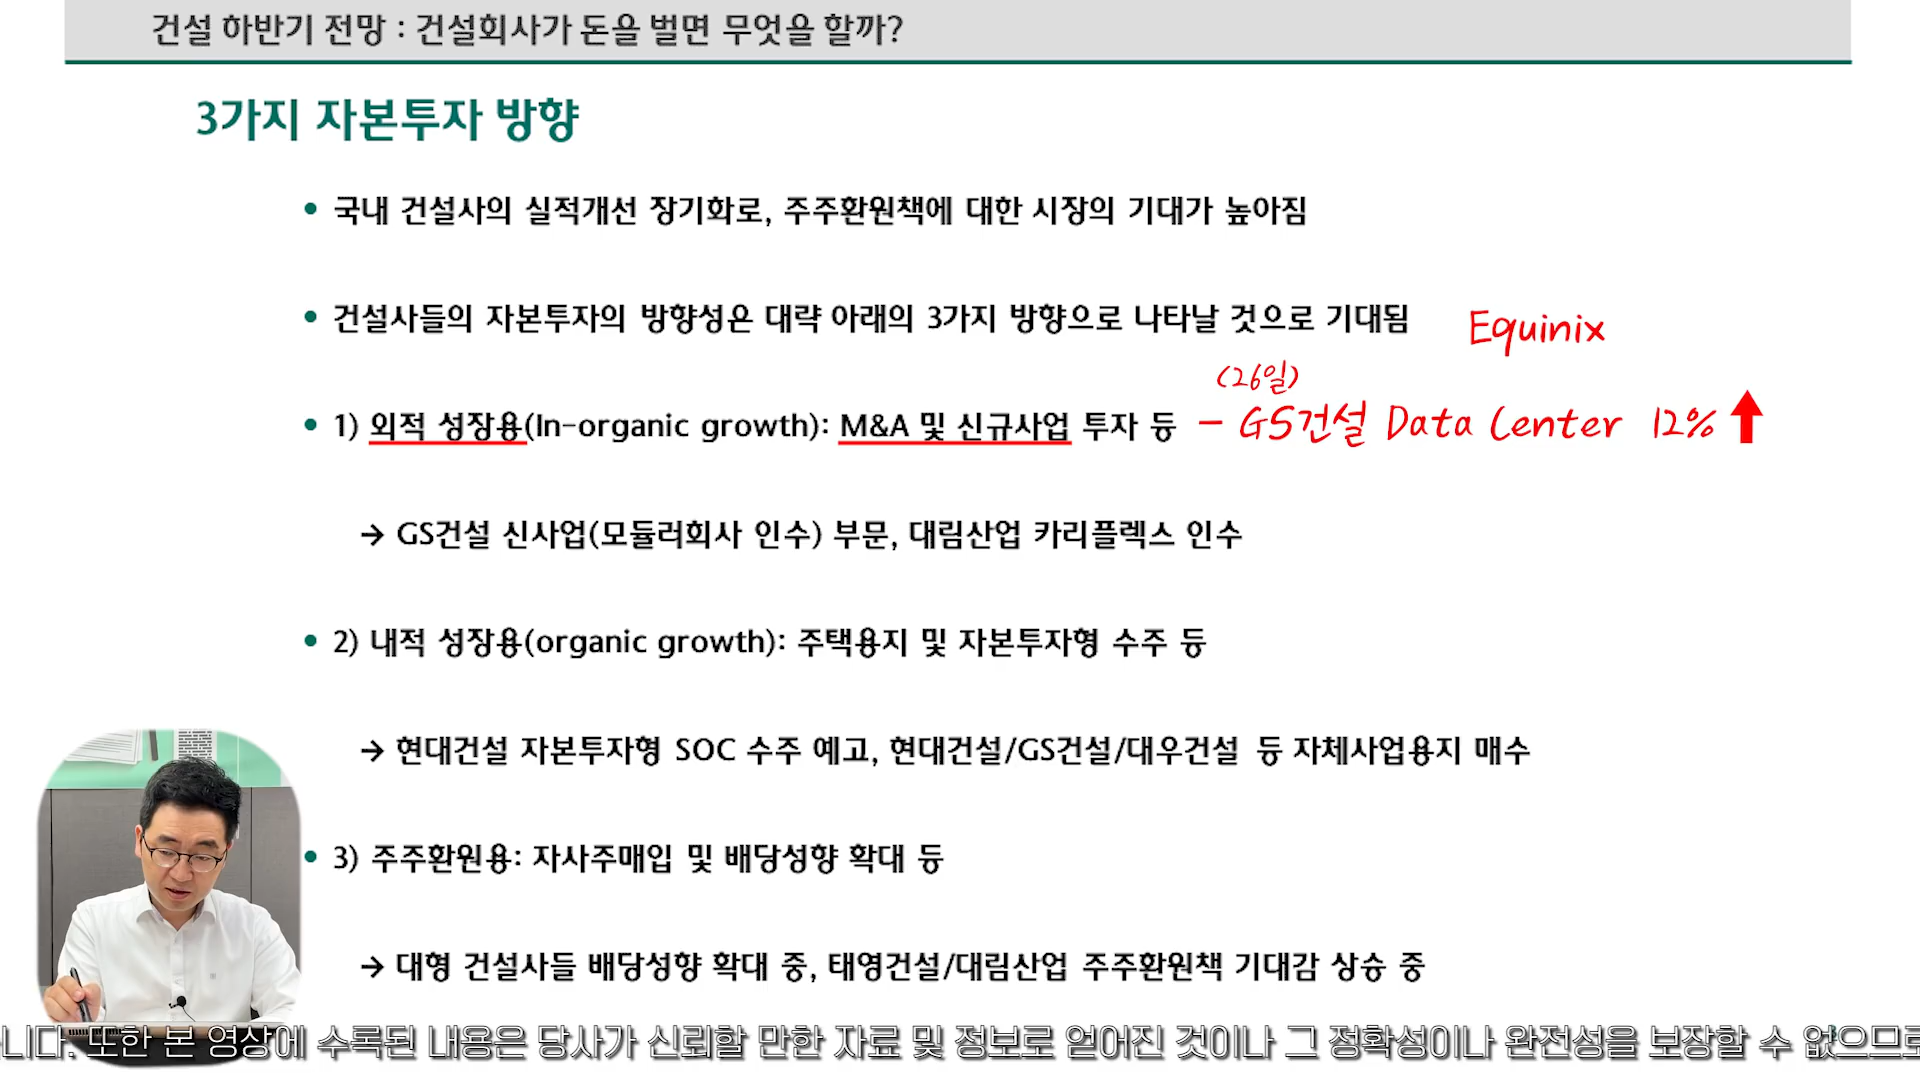 건설 하반기 전망 : 건설회사가 돈을 벌면 무엇을 할까?
3가지 자본투자 방향
• 국내 건설사의 실적개선 장기화로, 주주환원책에 대한 시장의 기대가 높아짐
• 건설사들의 자본투자의 방향성은 대략 아래의 3가지 방향으로 나타날 것으로 기대됨
Equinix
(26일)
• 1) 외적 성장용(In-organic growth): M&A 및 신규사업 투자 등 - GS건설 Data Center 12% ↑
→ GS건설 신사업(모듈러회사 인수) 부문, 대림산업 카리플렉스 인수
• 2) 내적 성장용(organic growth): 주택용지 및 자본투자형 수주 등
→ 현대건설 자본투자형 SOC 수주 예고, 현대건설/GS건설/대우건설 등 자체사업용지 매수
• 3) 주주환원용: 자사주매입 및 배당성향 확대 등
→ 대형 건설사들 배당성향 확대 중, 태영건설/대림산업 주주환원책 기대감 상승 중
니다. 또한 본 영상에 수록된 내용은 당사가 신뢰할 만한 자료 및 정보로 얻어진 것이나 그 정확성이나 완전성을 보장할 수 없으므로